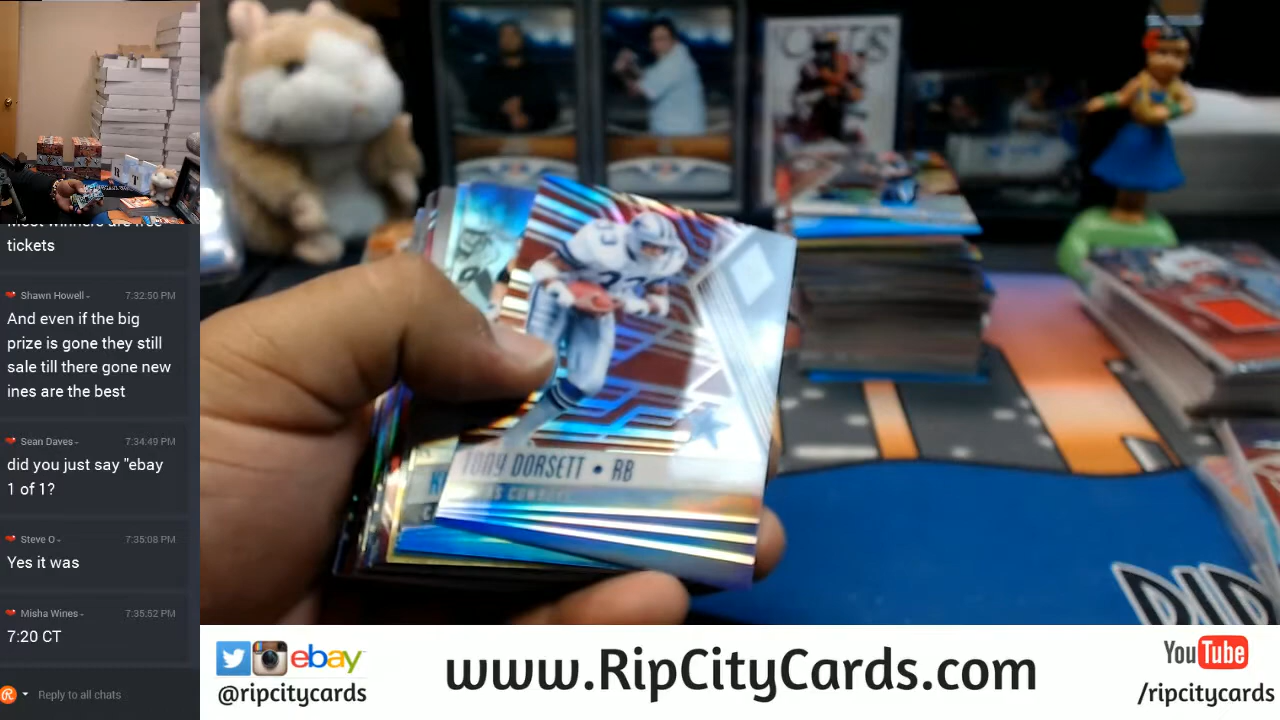 tickets
Shawn Howell - 7:32:50 PM
And even if the big
prize is gone they still
sale till there gone new
ines are the best
Sean Daves - 7:34:49 PM
did you just say "ebay
1 of 1?
Steve O - 7:35:08 PM
Yes it was
Misha Wines - 7:35:52 PM
7:20 CT
Reply to all chats
TONY DORSETT • RB
ebay
@ripcitycards
www.RipCityCards.com
YouTube
/ripcitycards